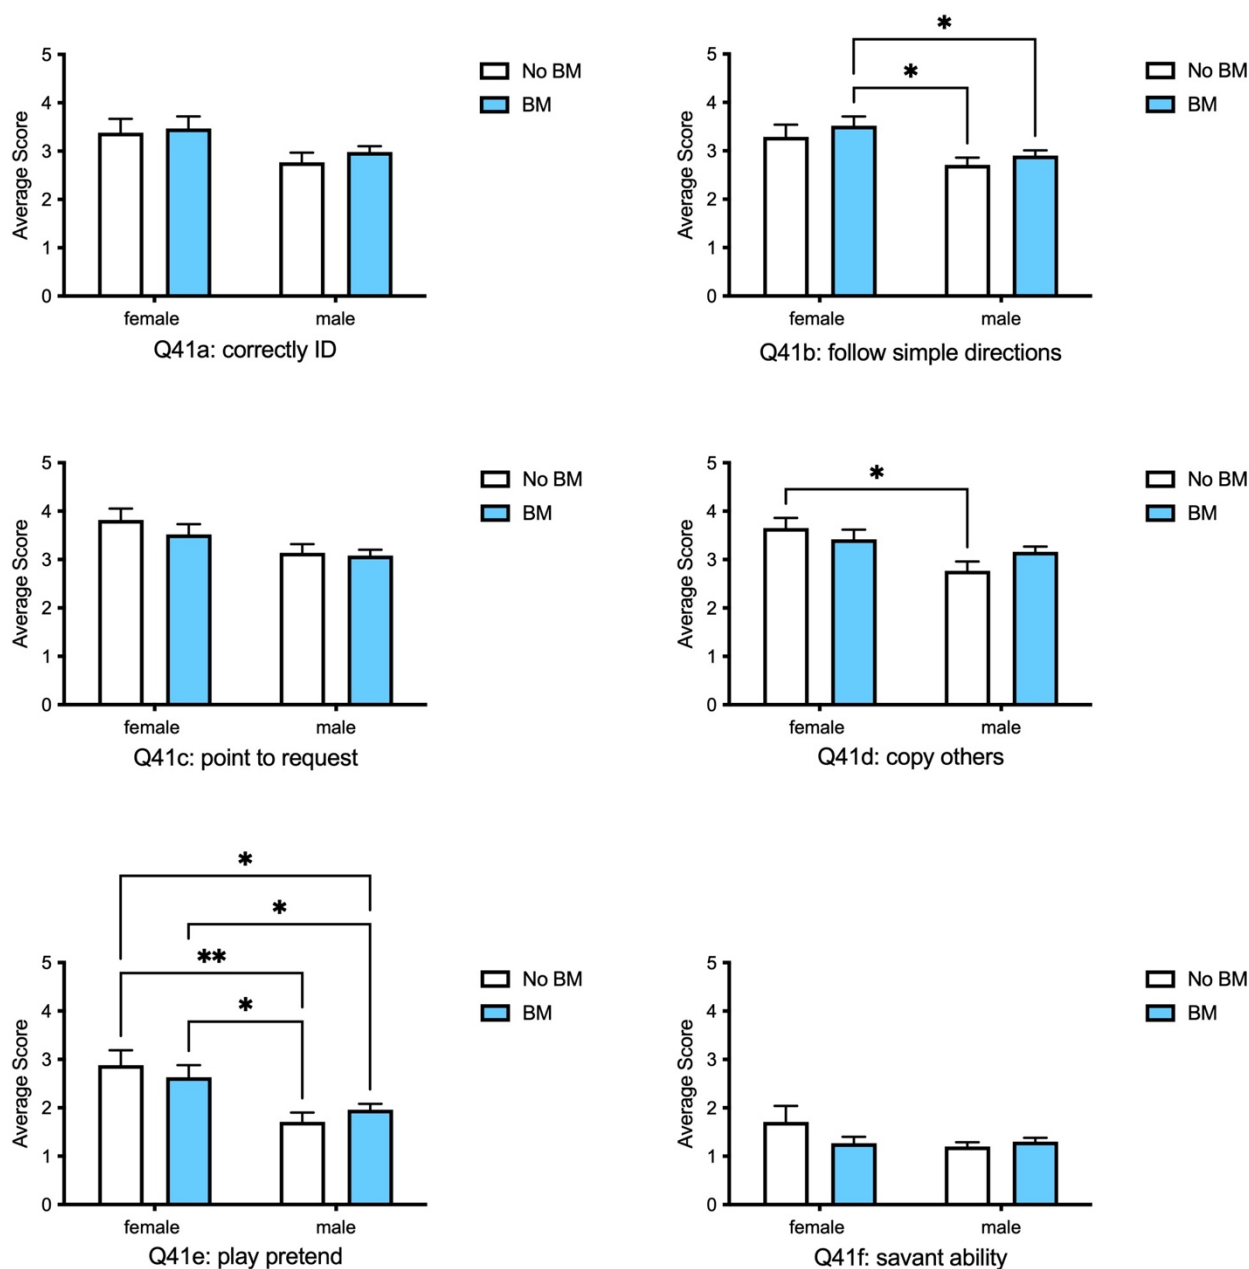 *
5
4
3
2
1
0
Average Score
female
male
Q41a: correctly ID
No BM
BM
*
5
4
3
2
1
0
Average Score
female
male
Q41b: follow simple directions
No BM
BM
5
4
3
2
1
0
Average Score
female
male
Q41c: point to request
No BM
BM
*
5
4
3
2
1
0
Average Score
female
male
Q41d: copy others
No BM
BM
*
*
**
*
5
4
3
2
1
0
Average Score
female
male
Q41e: play pretend
No BM
BM
5
4
3
2
1
0
Average Score
female
male
Q41f: savant ability
No BM
BM